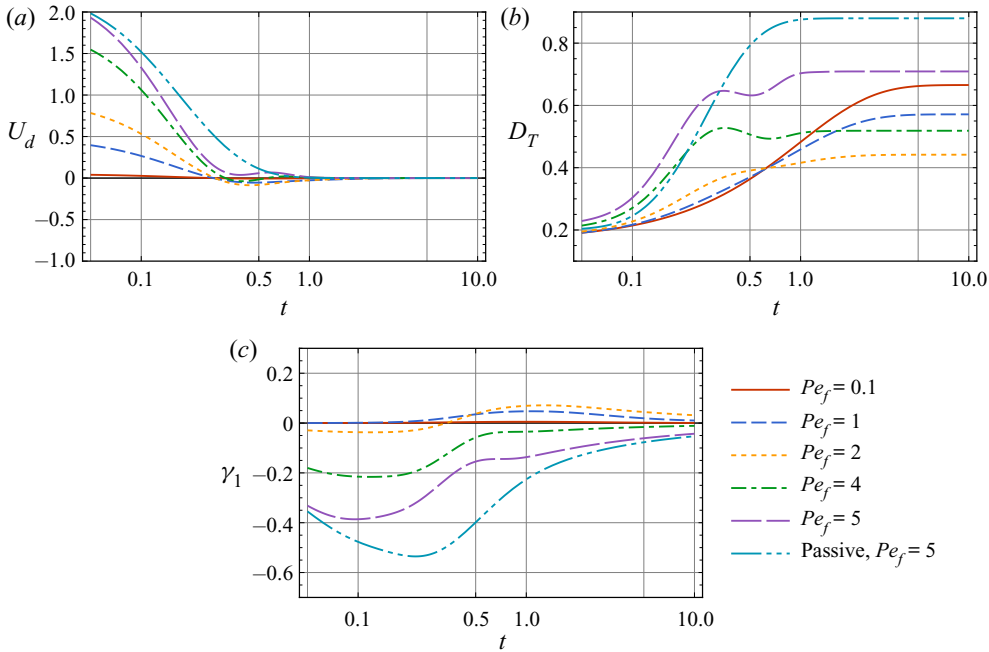 (a)
2.0
1.5
1.0
0.5
0
−0.5
−1.0
U_d
0.1
0.5
1.0
10.0
t
(b)
0.8
0.6
0.4
0.2
D_T
0.1
0.5
1.0
10.0
t
(c)
0.2
0
−0.2
−0.4
−0.6
γ_1
0.1
0.5
1.0
10.0
t
Pe_f = 0.1
Pe_f = 1
Pe_f = 2
Pe_f = 4
Pe_f = 5
Passive, Pe_f = 5